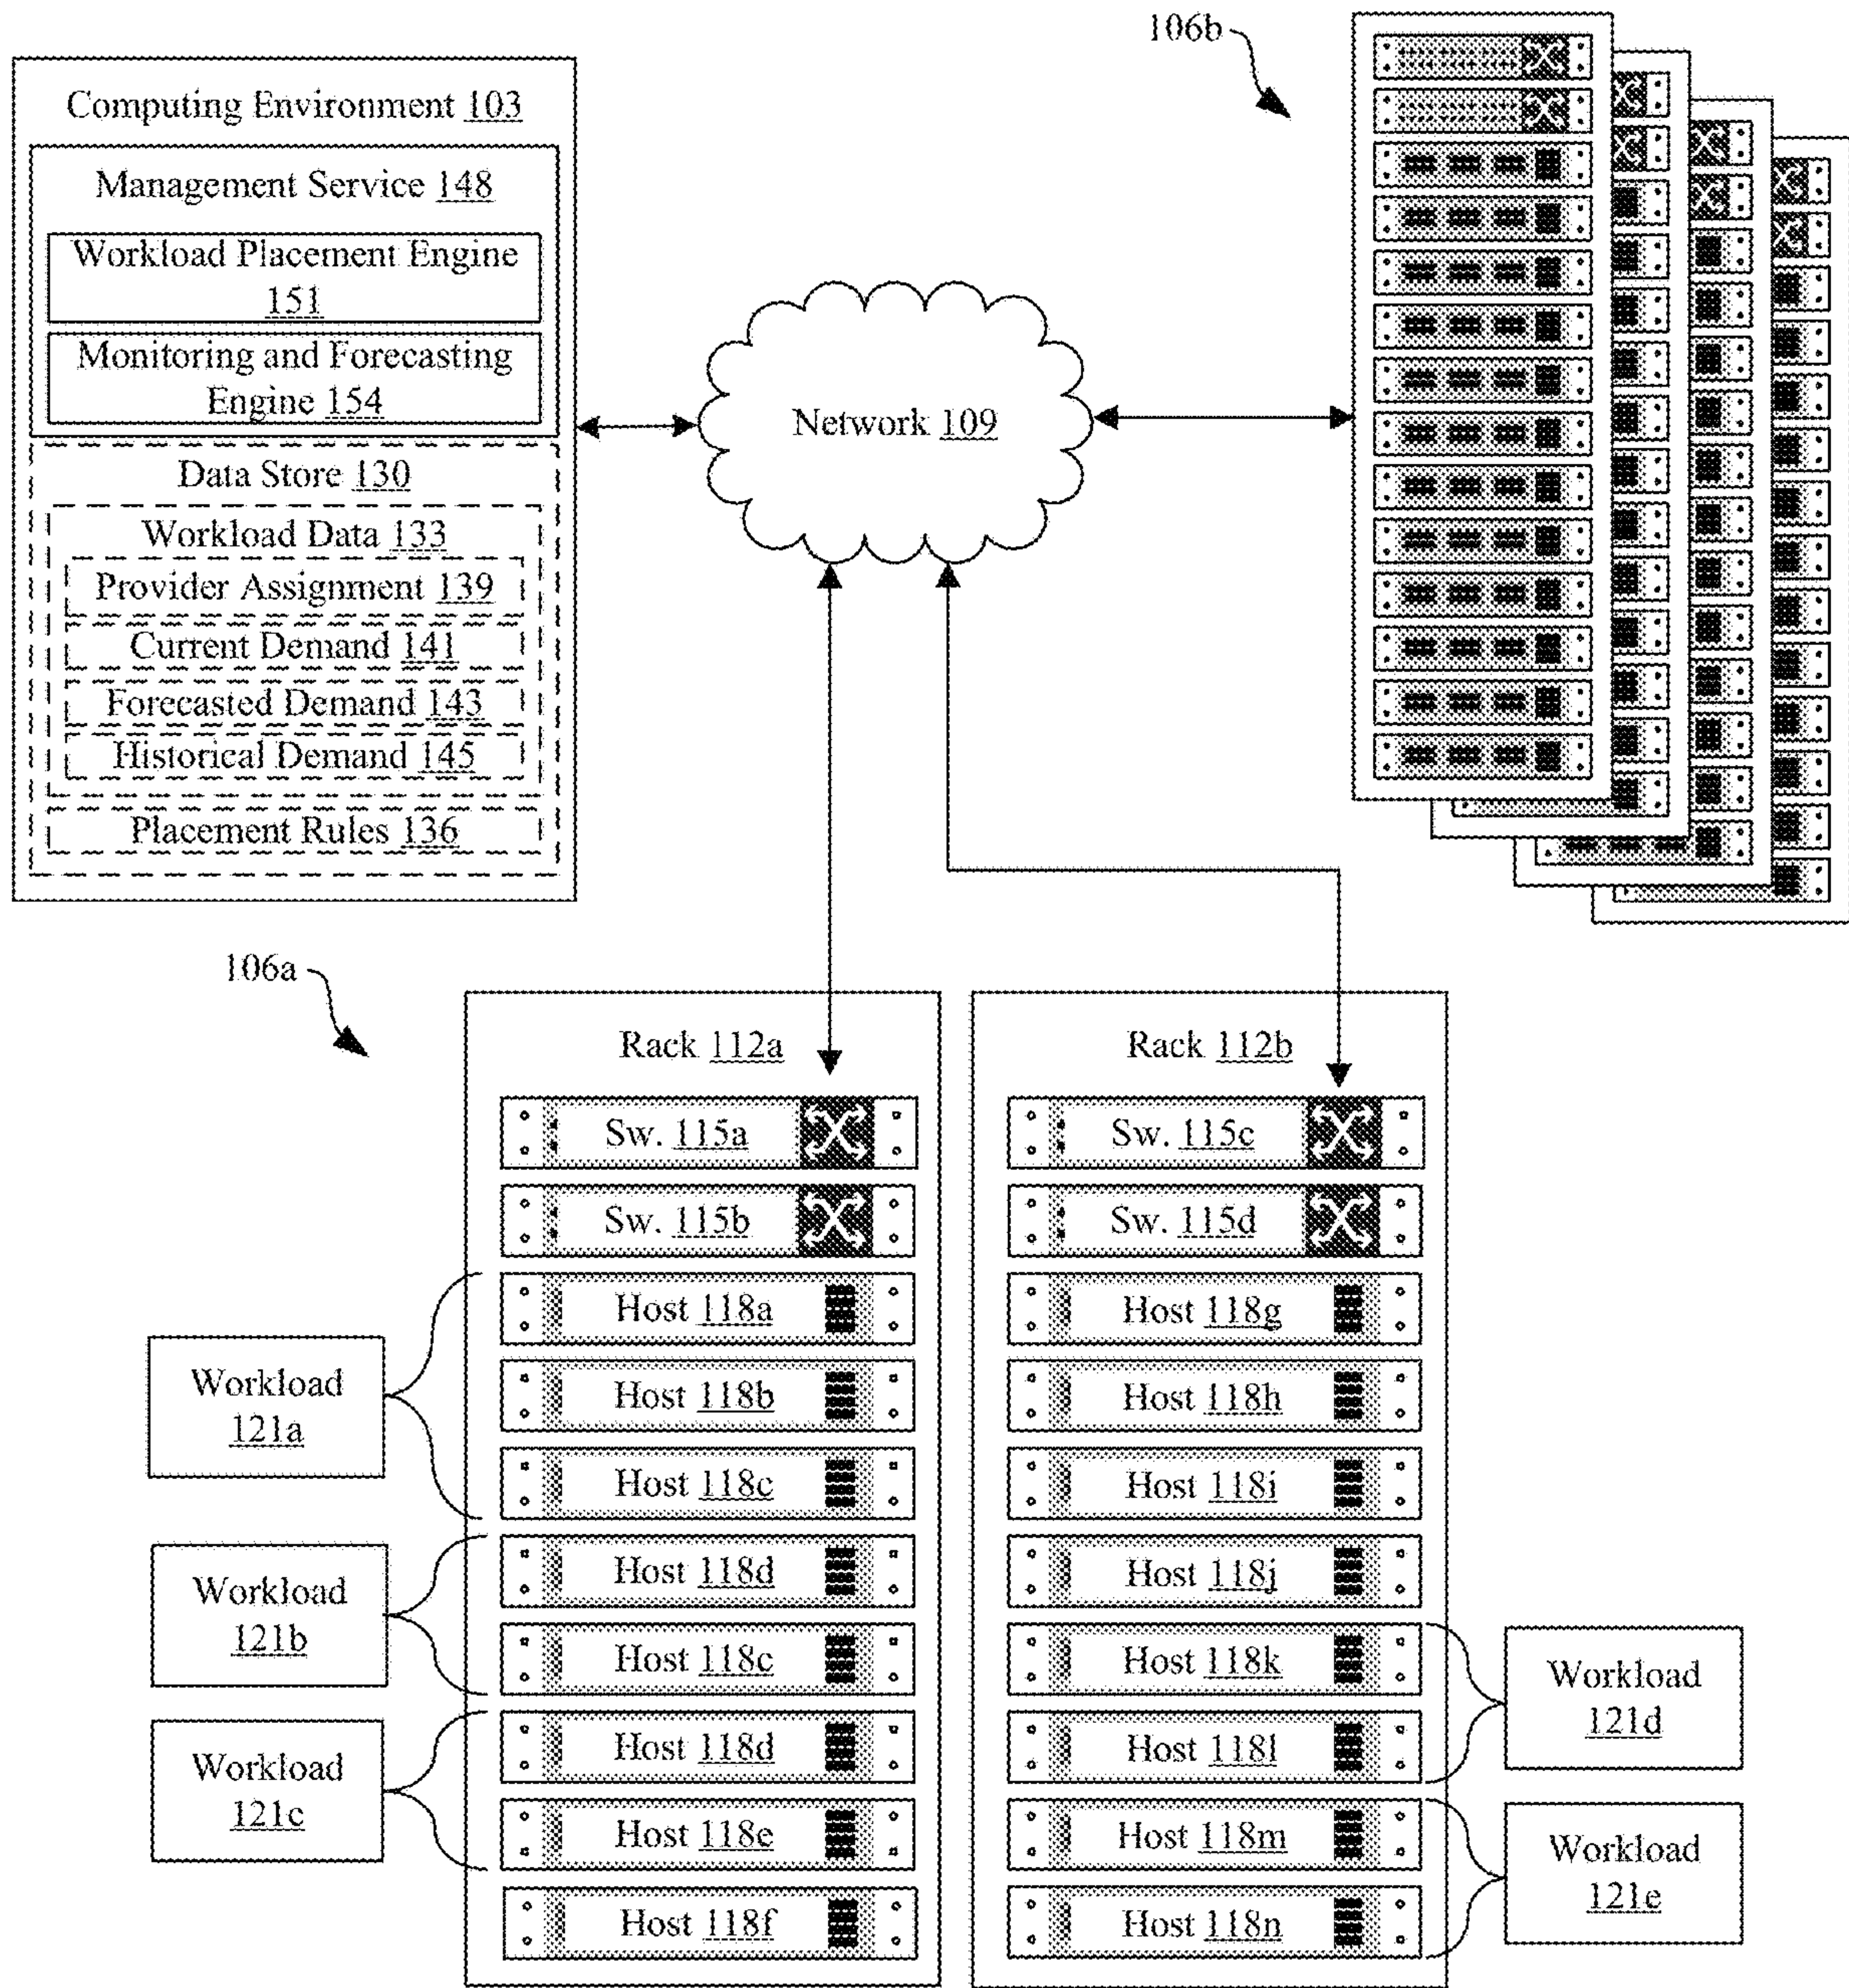 106b
Computing Environment 103
Management Service 148
Workload Placement Engine
151
Monitoring and Forecasting
Engine 154
Data Store 130
Workload Data 133
Provider Assignment 139
Current Demand 141
Forecasted Demand 143
Historical Demand 145
Placement Rules 136
Network 109
106a
Rack 112a
Sw. 115a
Sw. 115b
Host 118a
Host 118b
Host 118c
Host 118d
Host 118c
Host 118d
Host 118e
Host 118f
Workload
121a
Workload
121b
Workload
121c
Rack 112b
Sw. 115c
Sw. 115d
Host 118g
Host 118h
Host 118i
Host 118j
Host 118k
Host 118l
Host 118m
Host 118n
Workload
121d
Workload
121e